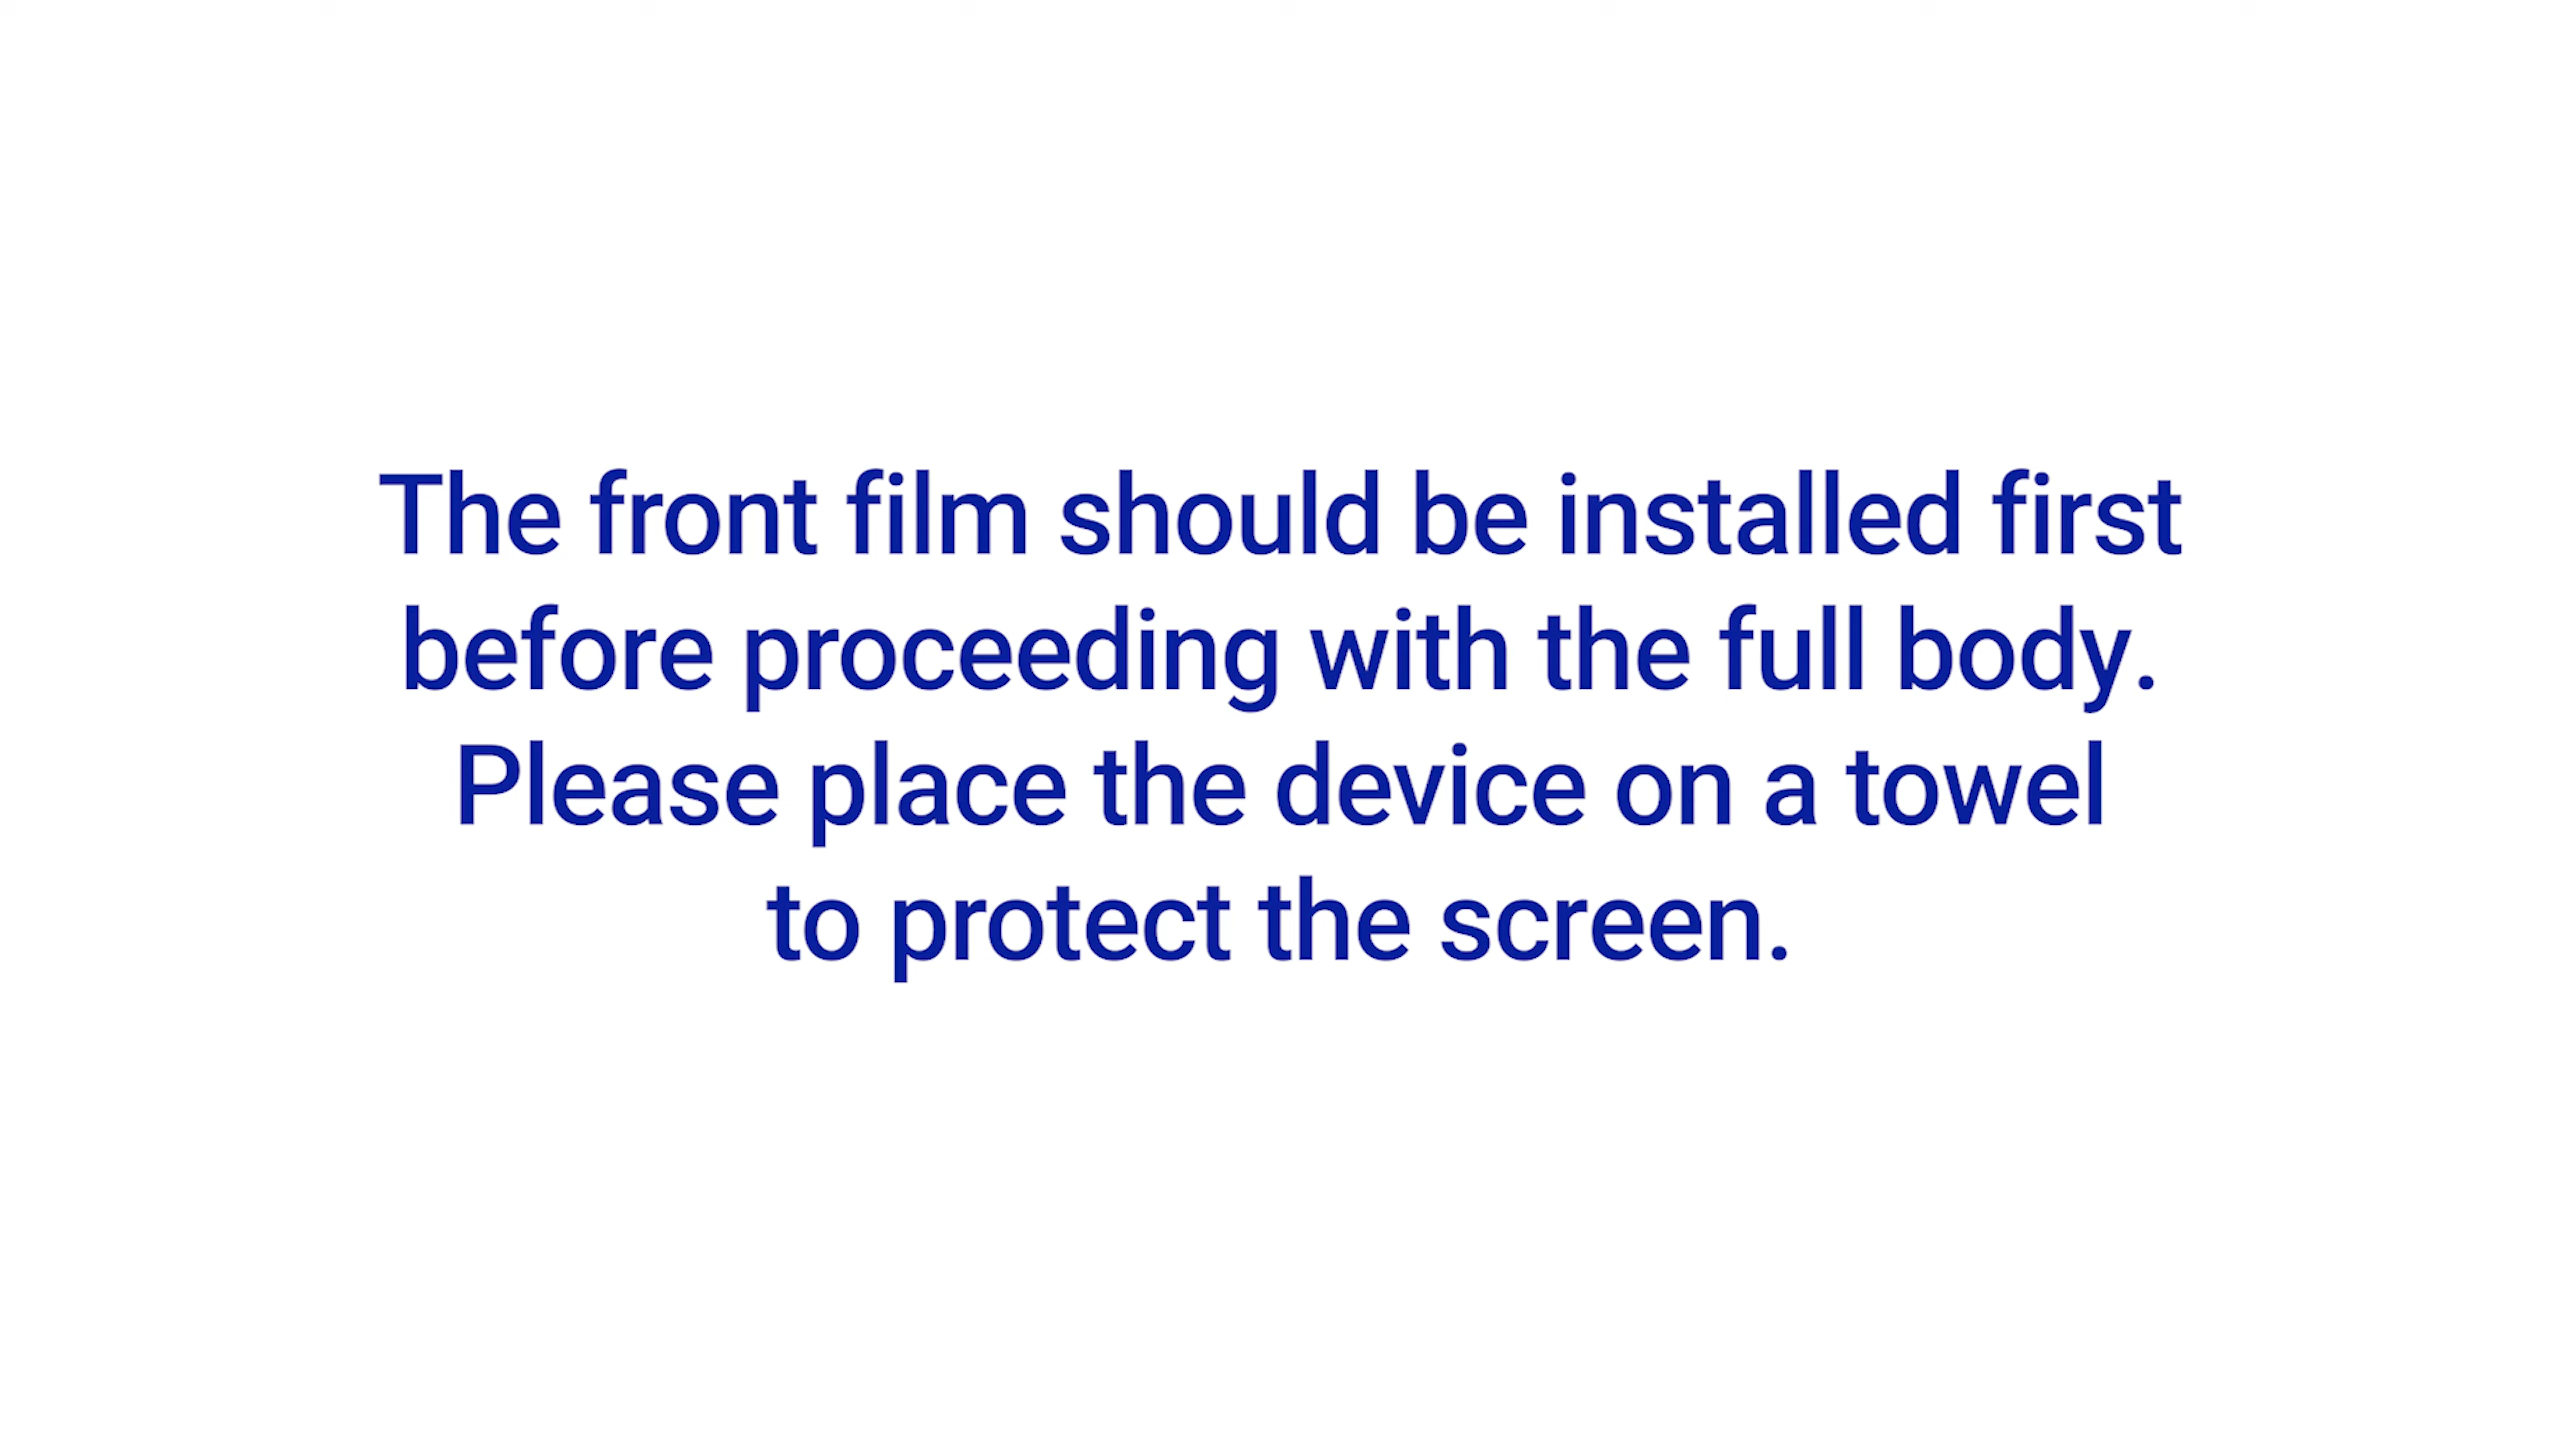 The front film should be installed first
before proceeding with the full body.
Please place the device on a towel
to protect the screen.